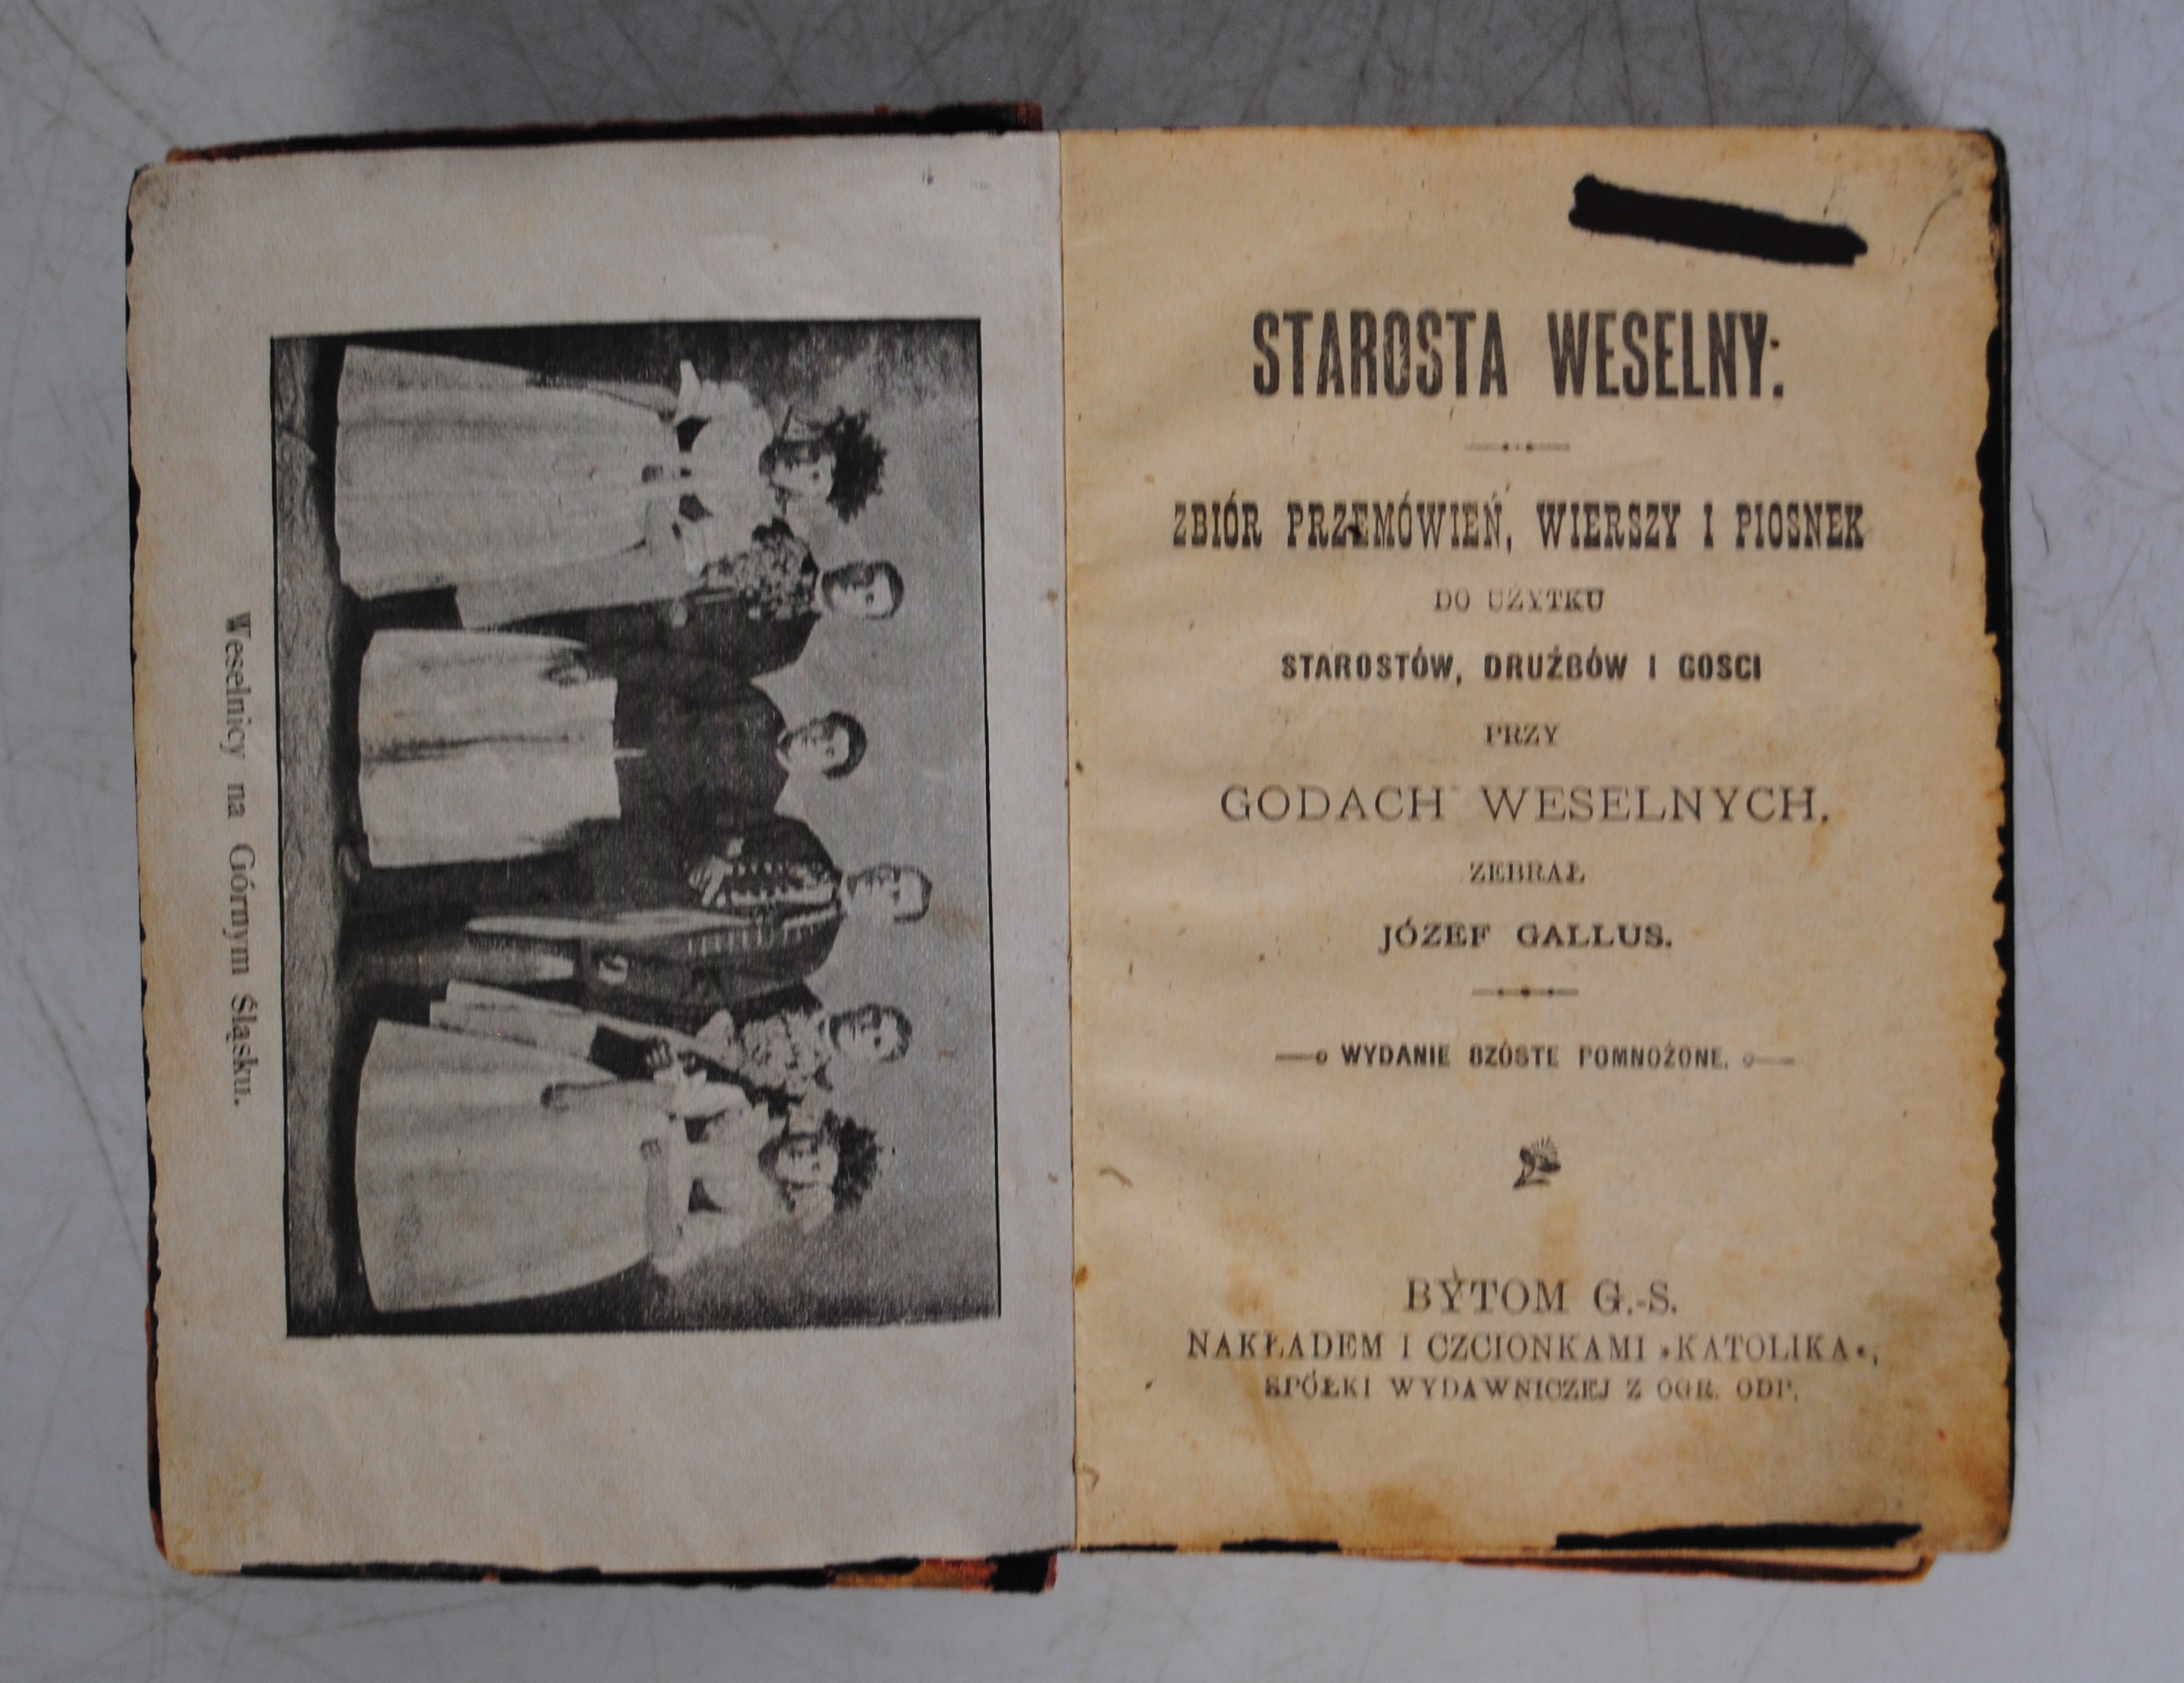 Weselnicy na Górnym Śląsku.
STAROSTA WESELNY:
ZBIÓR PRZEMÓWIEŃ, WIERSZY I PIOSNEK
DO UŻYTKU
STAROSTÓW, DRUŻBÓW I GOSCI
PRZY
GODACH WESELNYCH.
ZEBRAŁ
JÓZEF GALLUS.
WYDANIE SZÓSTE POMNOŻONE.
BYTOM G.-S.
NAKŁADEM I CZCIONKAMI »KATOLIKA«,
SPÓŁKI WYDAWNICZEJ Z OGR. ODP.